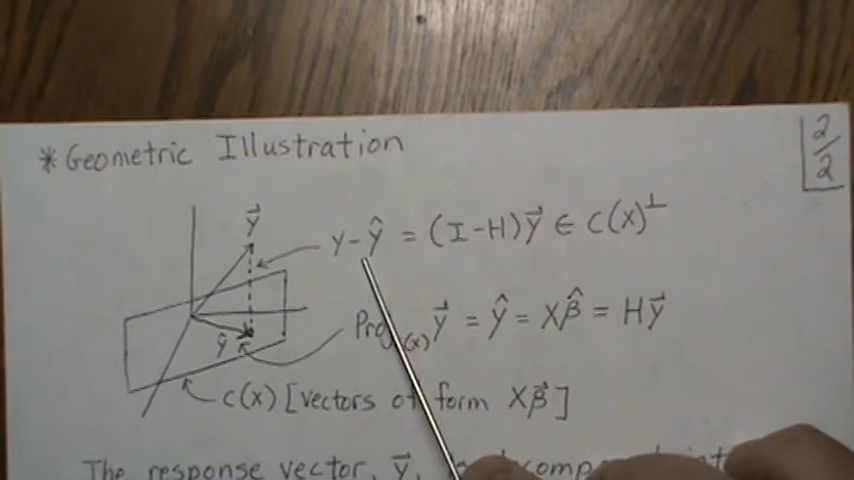 * Geometric Illustration
2/2
Y⃗
Y - Ŷ = (I-H)Y⃗ ∈ C(X)^⊥
Ŷ
Proj (x) Y⃗ = Ŷ = Xβ̂ = HY⃗
C(X) [vectors of form Xβ⃗]
The response vector, Y⃗,